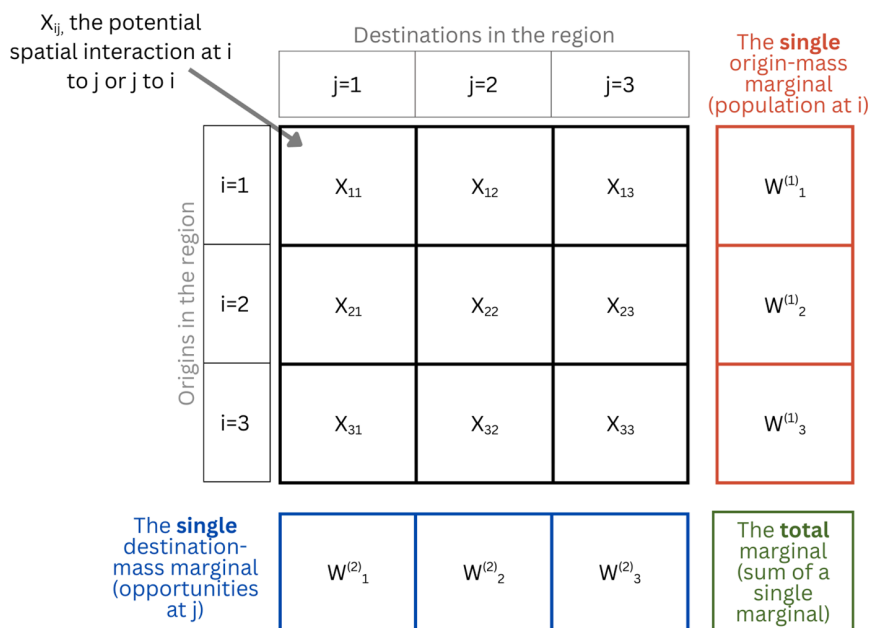 X_ij, the potential
spatial interaction at i
to j or j to i
Destinations in the region
The single
origin-mass
marginal
(population at i)
j=1
j=2
j=3
Origins in the region
i=1
X₁₁
X₁₂
X₁₃
W⁽¹⁾₁
i=2
X₂₁
X₂₂
X₂₃
W⁽¹⁾₂
i=3
X₃₁
X₃₂
X₃₃
W⁽¹⁾₃
The single
destination-
mass marginal
(opportunities
at j)
W⁽²⁾₁
W⁽²⁾₂
W⁽²⁾₃
The total
marginal
(sum of a
single
marginal)